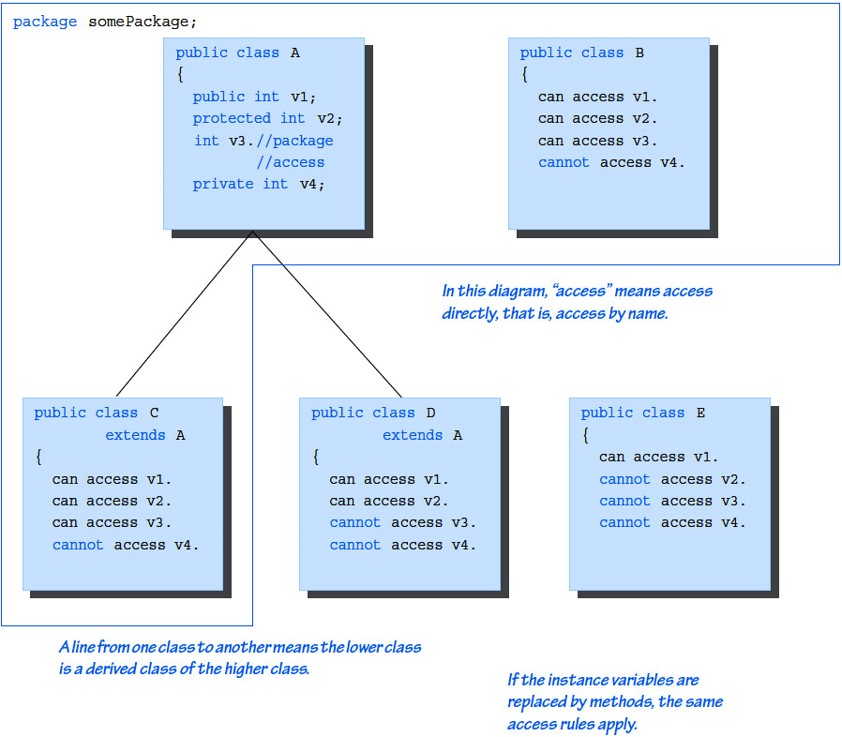 package somePackage;
public class A
{
public int v1;
protected int v2;
int v3.//package
//access
private int v4;
public class B
{
can access v1.
can access v2.
can access v3.
cannot access v4.
In this diagram, “access” means access
directly, that is, access by name.
public class C
extends A
{
can access v1.
can access v2.
can access v3.
cannot access v4.
public class D
extends A
{
can access v1.
can access v2.
cannot access v3.
cannot access v4.
public class E
{
can access v1.
cannot access v2.
cannot access v3.
cannot access v4.
A line from one class to another means the lower class
is a derived class of the higher class.
If the instance variables are
replaced by methods, the same
access rules apply.